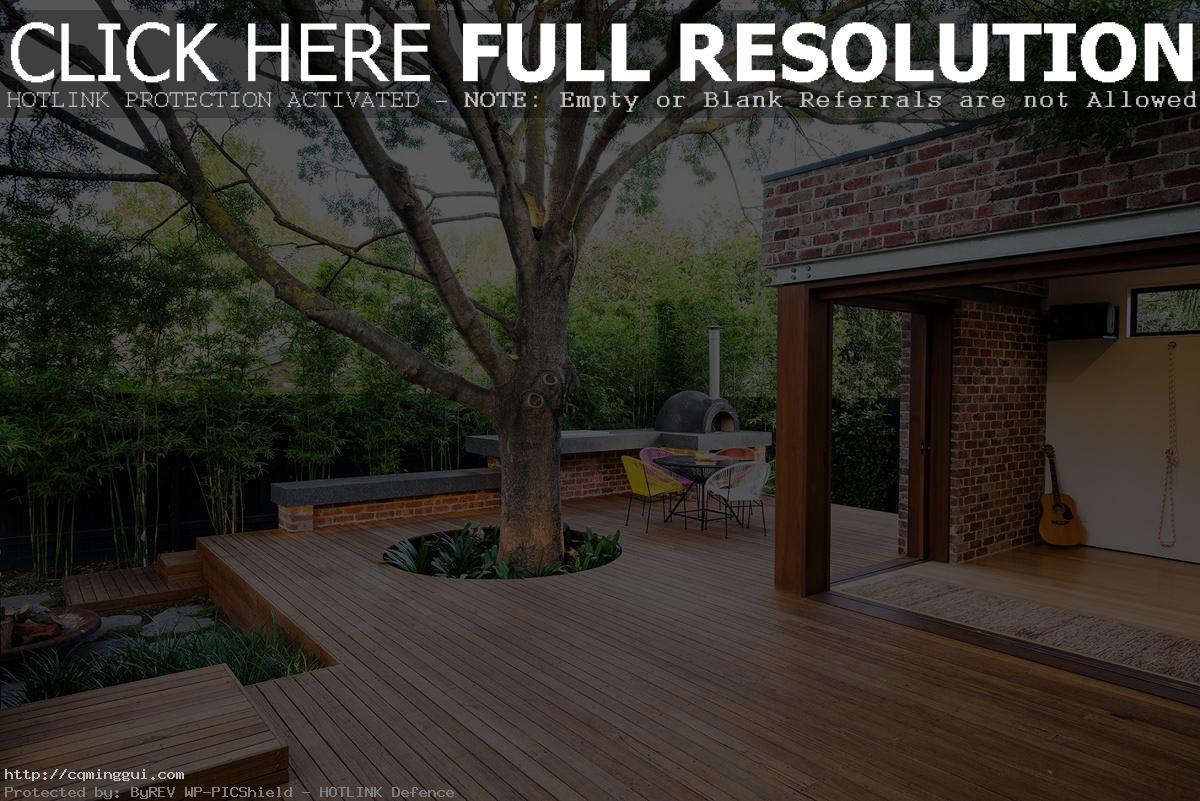 CLICK HERE FULL RESOLUTION
HOTLINK PROTECTION ACTIVATED - NOTE: Empty or Blank Referrals are not Allowed
http://cqminggui.com
Protected by: ByREV WP-PICShield - HOTLINK Defence